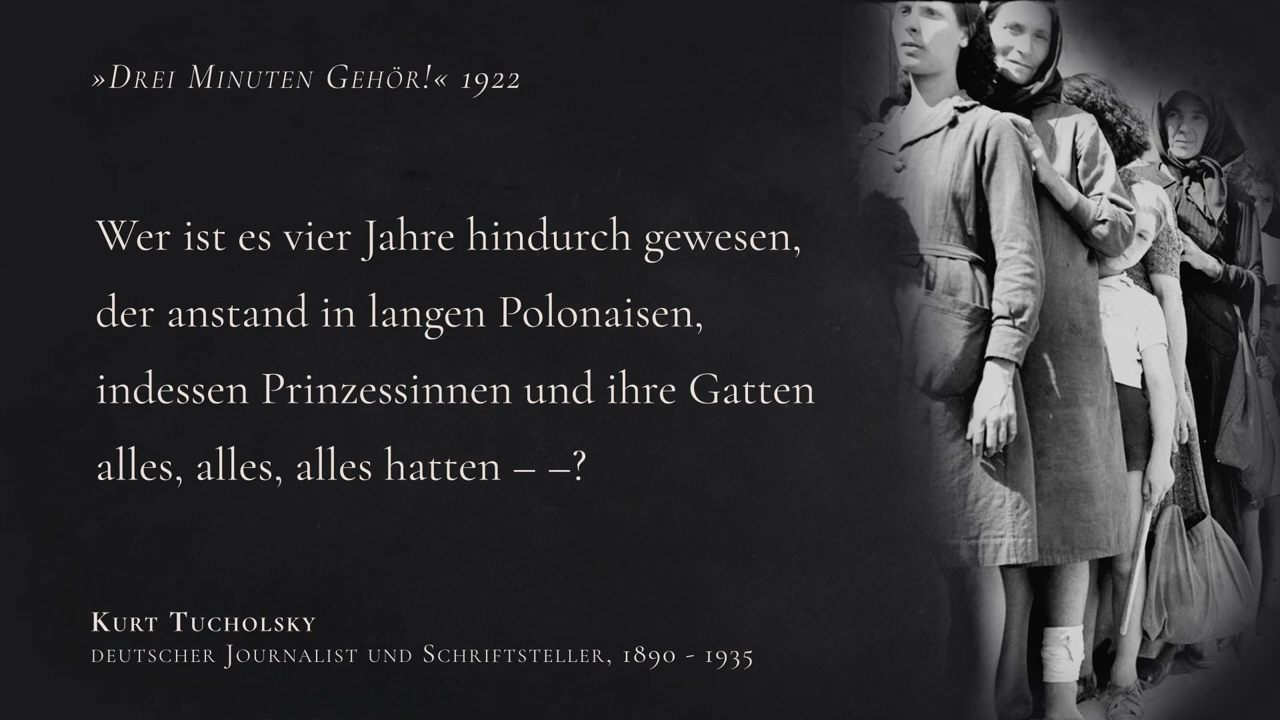 »Drei Minuten Gehör!« 1922
Wer ist es vier Jahre hindurch gewesen,
der anstand in langen Polonaisen,
indessen Prinzessinnen und ihre Gatten
alles, alles, alles hatten – –?
Kurt Tucholsky
deutscher Journalist und Schriftsteller, 1890 - 1935